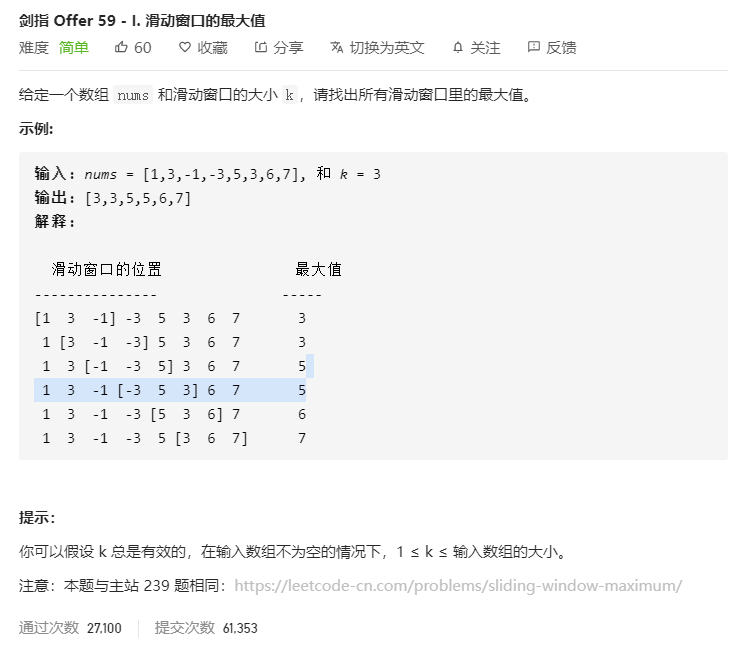 剑指 Offer 59 - I. 滑动窗口的最大值
难度 简单 60 收藏 分享 切换为英文 关注 反馈
给定一个数组 nums 和滑动窗口的大小 k，请找出所有滑动窗口里的最大值。
示例:
输入: nums = [1,3,-1,-3,5,3,6,7], 和 k = 3
输出: [3,3,5,5,6,7]
解释:
滑动窗口的位置 最大值
--------------- -----
[1 3 -1] -3 5 3 6 7 3
1 [3 -1 -3] 5 3 6 7 3
1 3 [-1 -3 5] 3 6 7 5
1 3 -1 [-3 5 3] 6 7 5
1 3 -1 -3 [5 3 6] 7 6
1 3 -1 -3 5 [3 6 7] 7
提示：
你可以假设 k 总是有效的，在输入数组不为空的情况下，1 ≤ k ≤ 输入数组的大小。
注意：本题与主站 239 题相同：https://leetcode-cn.com/problems/sliding-window-maximum/
通过次数 27,100 提交次数 61,353